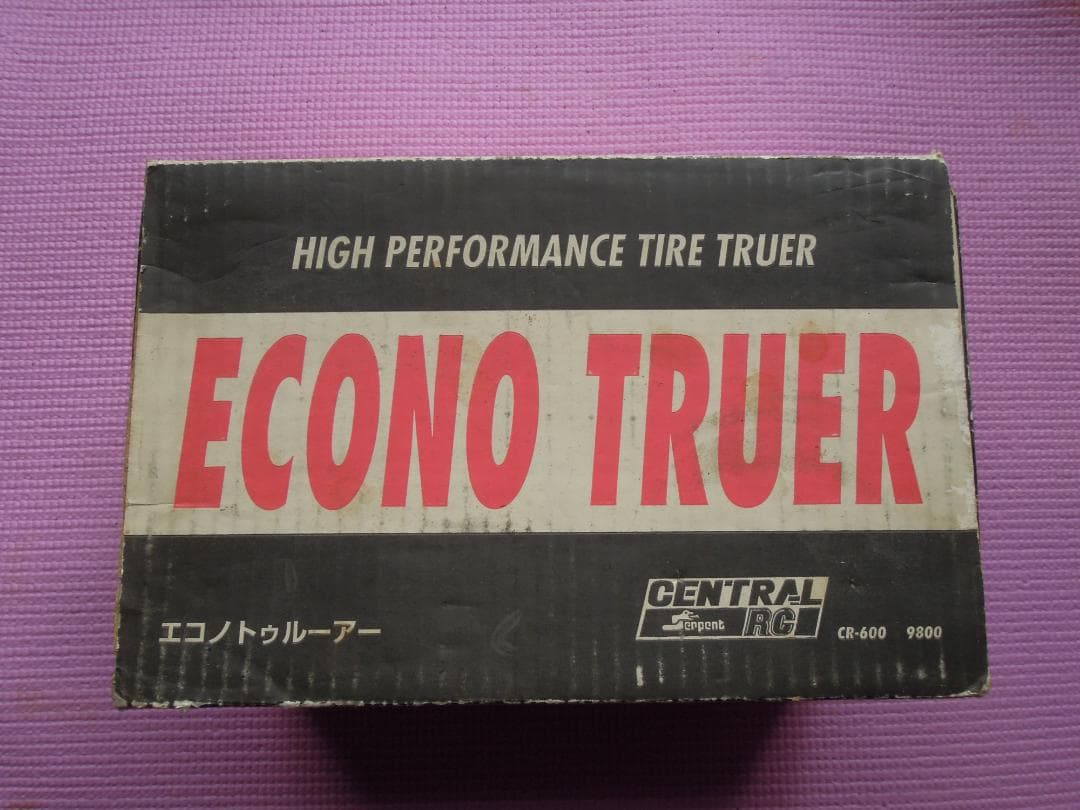 HIGH PERFORMANCE TIRE TRUER
ECONO TRUER
エコノトゥルーアー
CENTRAL
Serpent RC
CR-600 9800